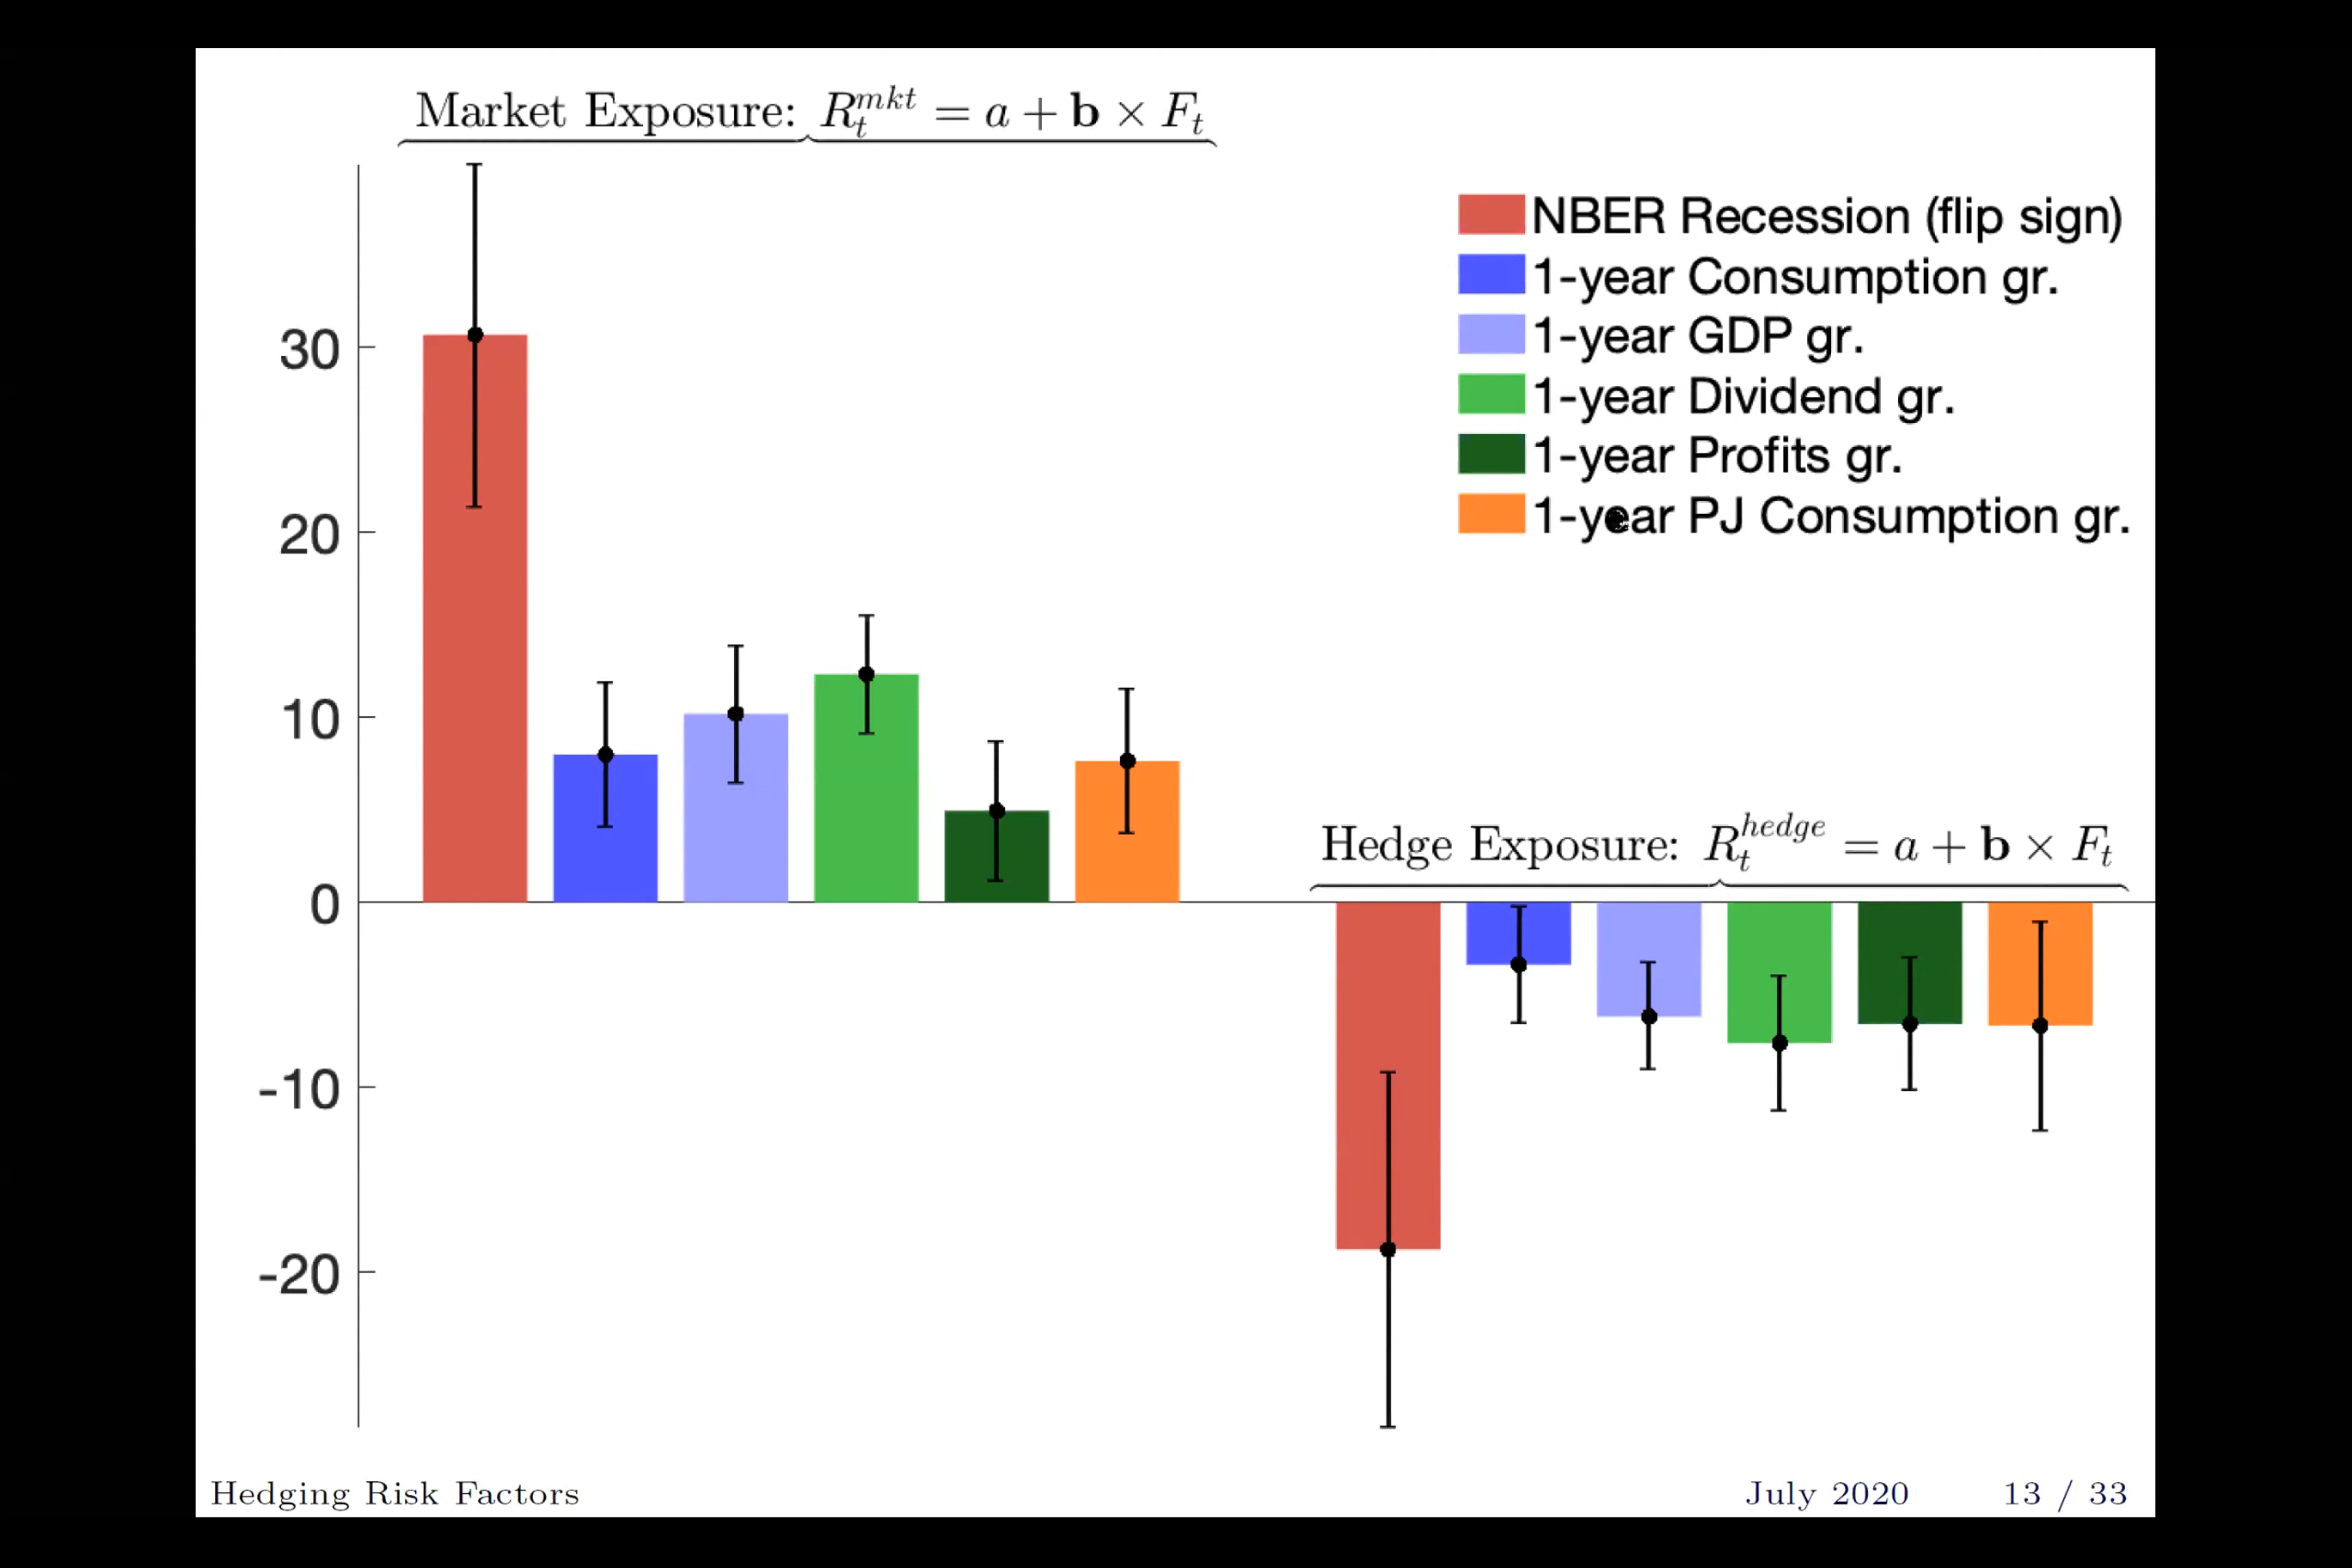 Market Exposure: R_t^{mkt} = a + b × F_t
NBER Recession (flip sign)
1-year Consumption gr.
1-year GDP gr.
1-year Dividend gr.
1-year Profits gr.
1-year PJ Consumption gr.
30
20
10
0
-10
-20
Hedge Exposure: R_t^{hedge} = a + b × F_t
Hedging Risk Factors
July 2020
13 / 33